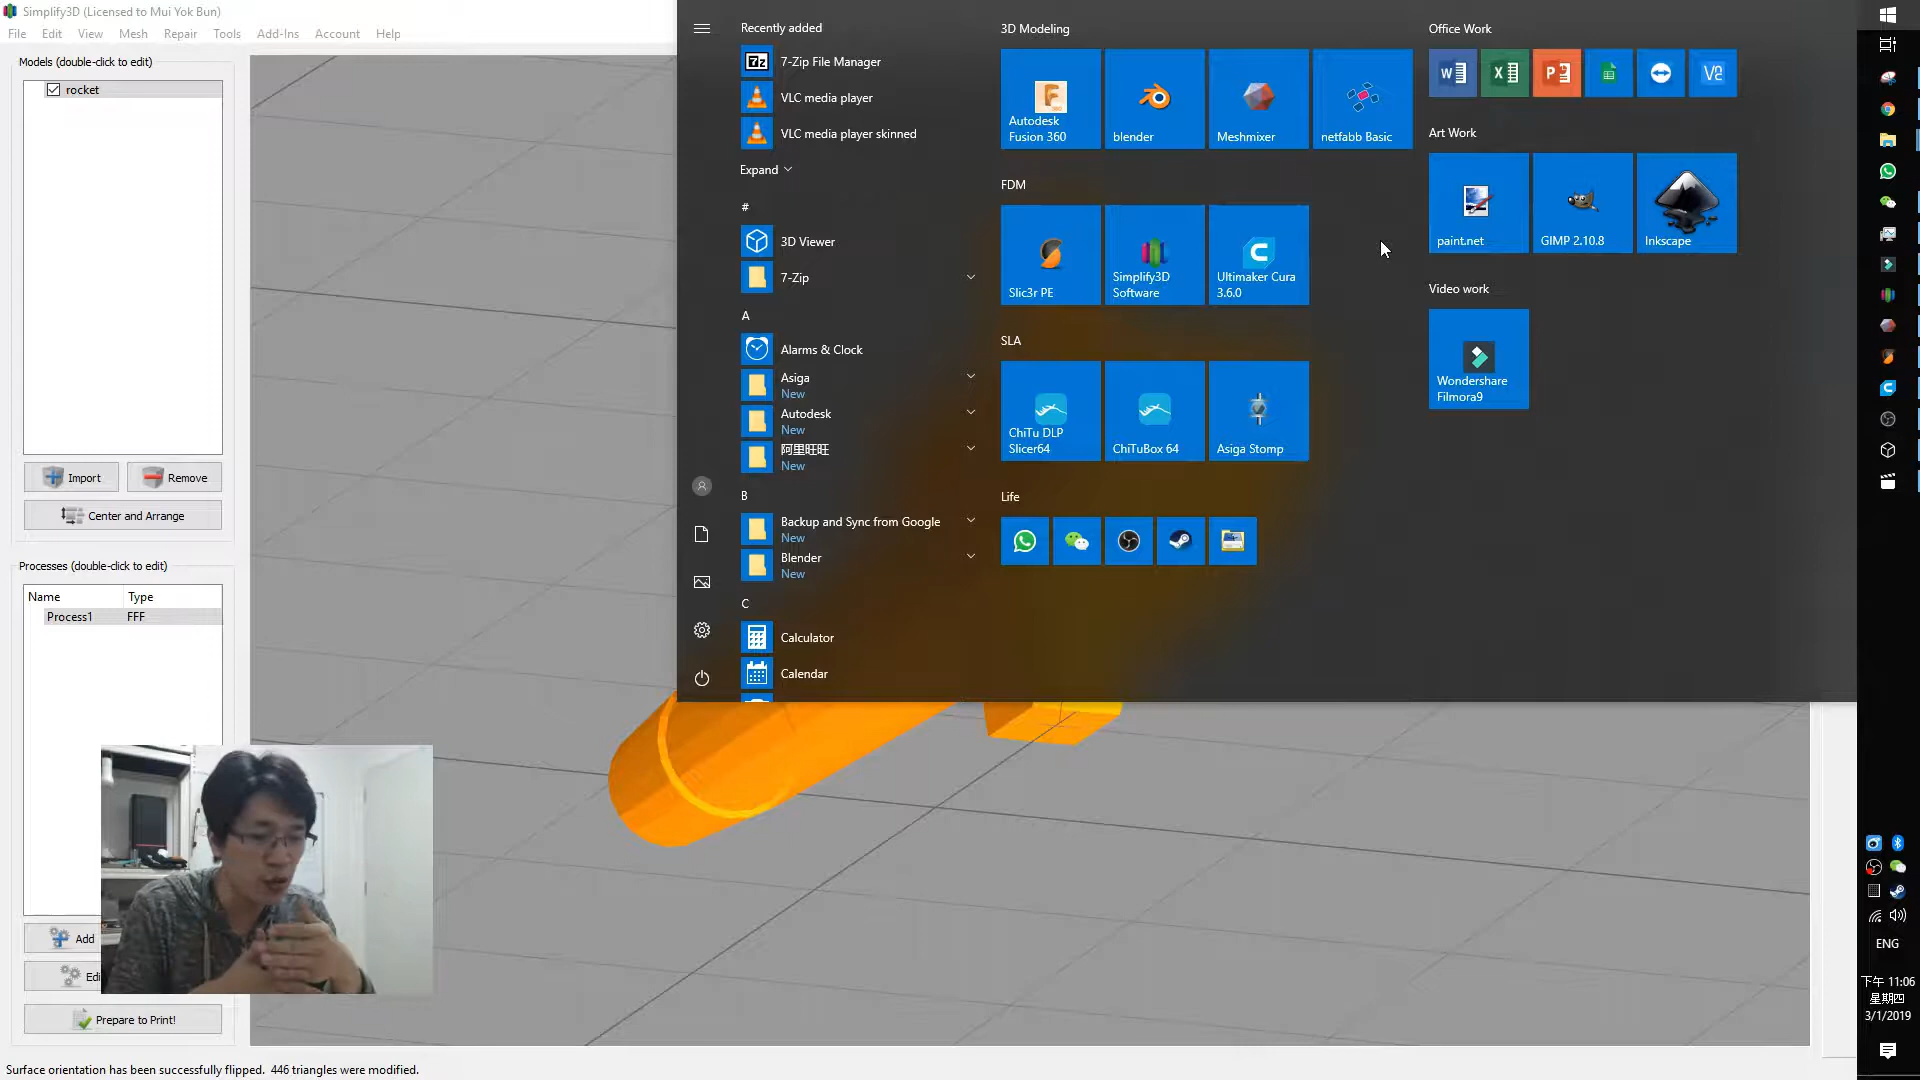 Simplify3D (Licensed to Mui Yok Bun)
File Edit View Mesh Repair Tools Add-Ins Account Help
Models (double-click to edit)
rocket
Import
Remove
Center and Arrange
Processes (double-click to edit)
Name Type
Process1 FFF
Add
Edi
Prepare to Print!
Surface orientation has been successfully flipped. 446 triangles were modified.
Recently added
7-Zip File Manager
VLC media player
VLC media player skinned
Expand
#
3D Viewer
7-Zip
A
Alarms & Clock
Asiga
New
Autodesk
New
阿里旺旺
New
B
Backup and Sync from Google
New
Blender
New
C
Calculator
Calendar
3D Modeling
Autodesk
Fusion 360
blender
Meshmixer
netfabb Basic
FDM
Slic3r PE
Simplify3D
Software
Ultimaker Cura
3.6.0
SLA
ChiTu DLP
Slicer64
ChiTuBox 64
Asiga Stomp
Life
Office Work
Art Work
paint.net
GIMP 2.10.8
Inkscape
Video work
Wondershare
Filmora9
ENG
下午 11:06
星期四
3/1/2019